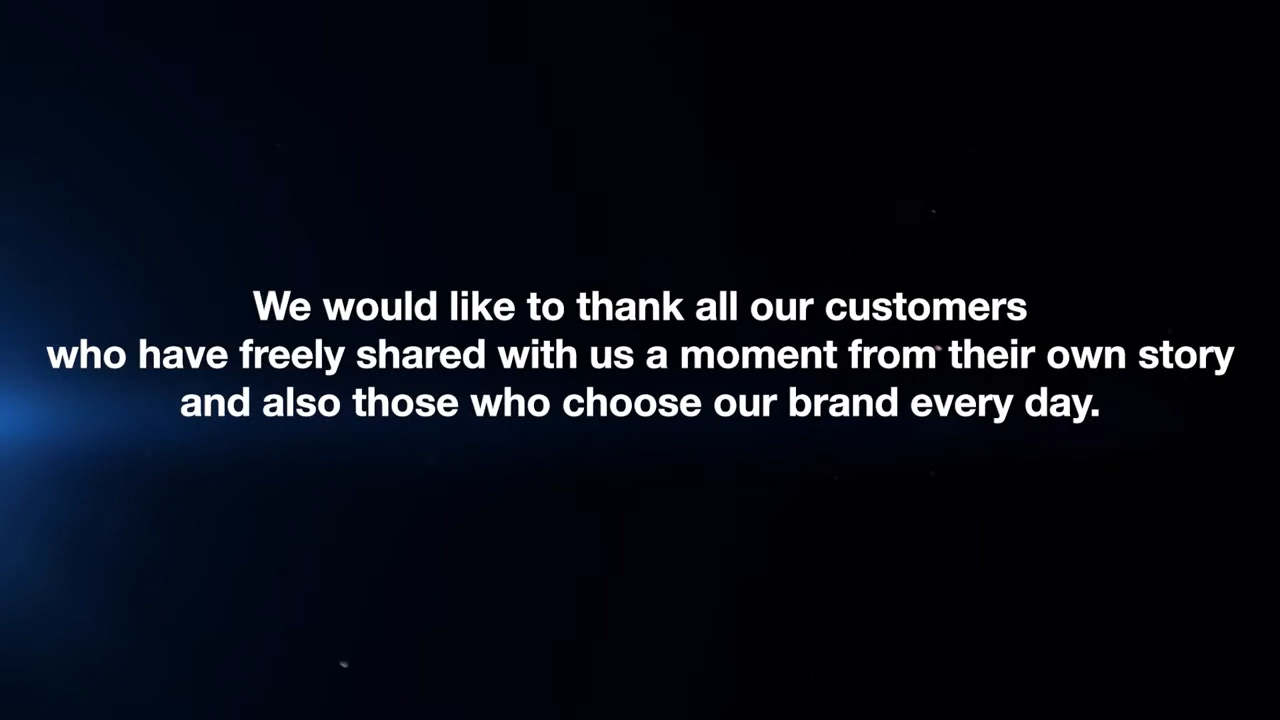 We would like to thank all our customers
who have freely shared with us a moment from their own story
and also those who choose our brand every day.